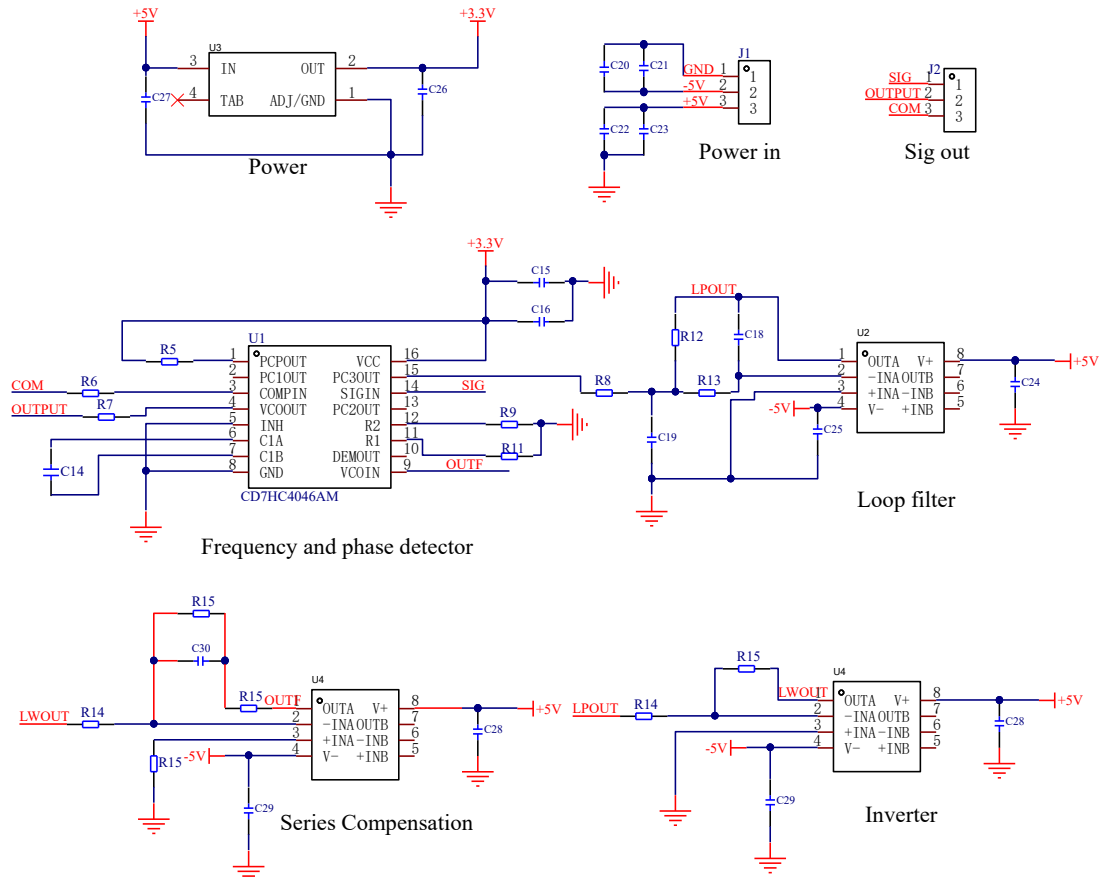 +5V
+3.3V
U3
3 IN OUT 2
4 TAB ADJ/GND 1
C27
C26
Power
C20
C21
C22
C23
J1
GND 1 1
-5V 2 2
+5V 3 3
Power in
J2
SIG 1 1
OUTPUT 2 2
COM 3 3
Sig out
+3.3V
C15
C16
U1
R5
1 PCPOUT VCC 16
2 PC1OUT PC3OUT 15
COM R6 3 COMPIN SIGIN 14 SIG
OUTPUT R7 4 VCOOUT PC2OUT 13
5 INH R2 12 R9
6 C1A R1 11 R11
7 C1B DEMOUT 10
8 GND VCOIN 9 OUTF
C14
CD7HC4046AM
Frequency and phase detector
LPOUT
R12
C18
R8
R13
C19
U2
1 OUTA V+ 8 +5V
2 -INA OUTB 7
3 +INA -INB 6
-5V 4 V- +INB 5
C24
C25
Loop filter
R15
C30
R15
OUTF
LWOUT R14
U4
1 OUTA V+ 8 +5V
2 -INA OUTB 7
3 +INA -INB 6
4 V- +INB 5
R15
-5V
C28
C29
Series Compensation
R15
LWOUT
LPOUT R14
U4
1 OUTA V+ 8 +5V
2 -INA OUTB 7
3 +INA -INB 6
-5V 4 V- +INB 5
C28
C29
Inverter